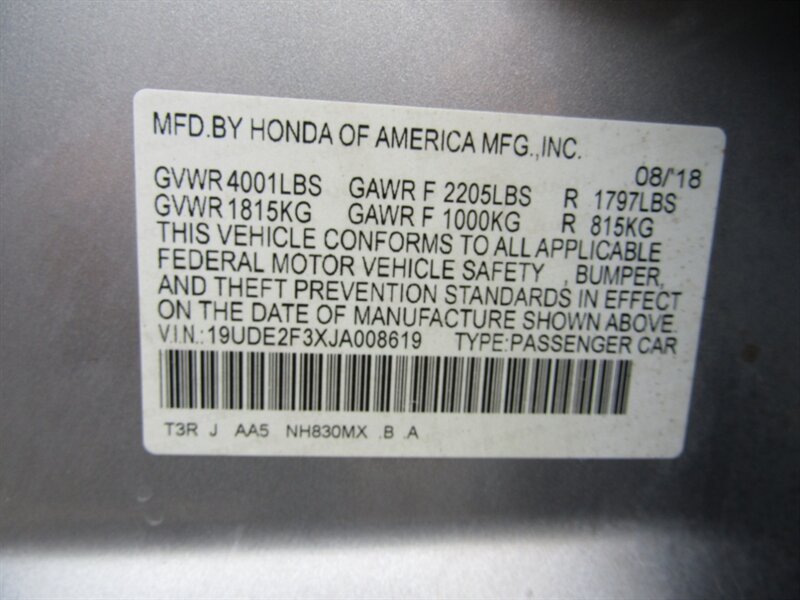 MFD.BY HONDA OF AMERICA MFG.,INC.
08/'18
GVWR 4001LBS GAWR F 2205LBS R 1797LBS
GVWR 1815KG GAWR F 1000KG R 815KG
THIS VEHICLE CONFORMS TO ALL APPLICABLE
FEDERAL MOTOR VEHICLE SAFETY , BUMPER,
AND THEFT PREVENTION STANDARDS IN EFFECT
ON THE DATE OF MANUFACTURE SHOWN ABOVE.
V.I.N.:19UDE2F3XJA008619 TYPE:PASSENGER CAR
T3R J AA5 NH830MX .B .A